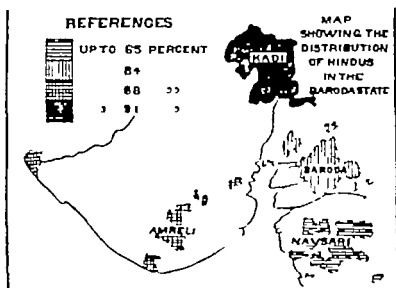 REFERENCES
UPTO 65 PERCENT
84
88 ,,
91
MAP
SHOWING THE
DISTRIBUTION
OF HINDUS
IN THE
BARODA STATE
KADI
BARODA
AMRELI
NAVSARI